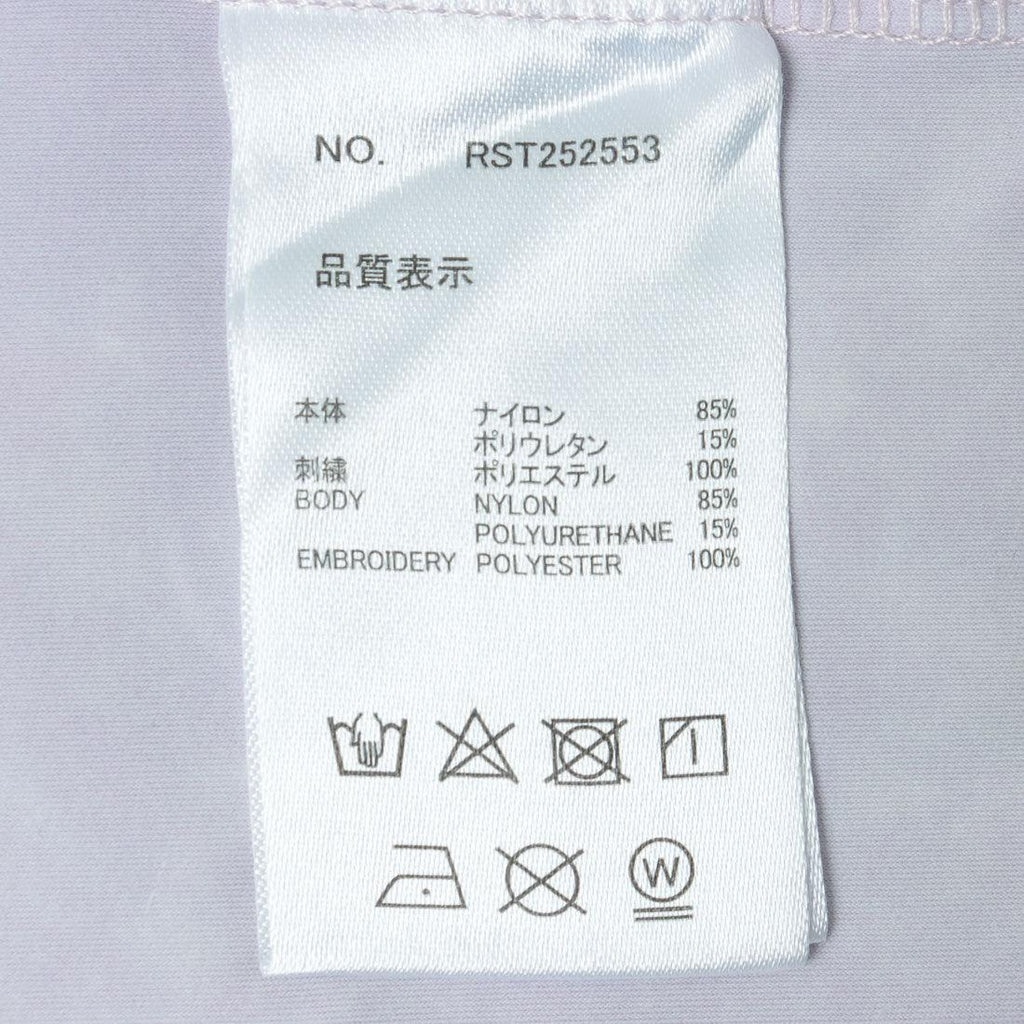 NO. RST252553
品質表示
本体 ナイロン 85%
ポリウレタン 15%
刺繍 ポリエステル 100%
BODY NYLON 85%
POLYURETHANE 15%
EMBROIDERY POLYESTER 100%
W